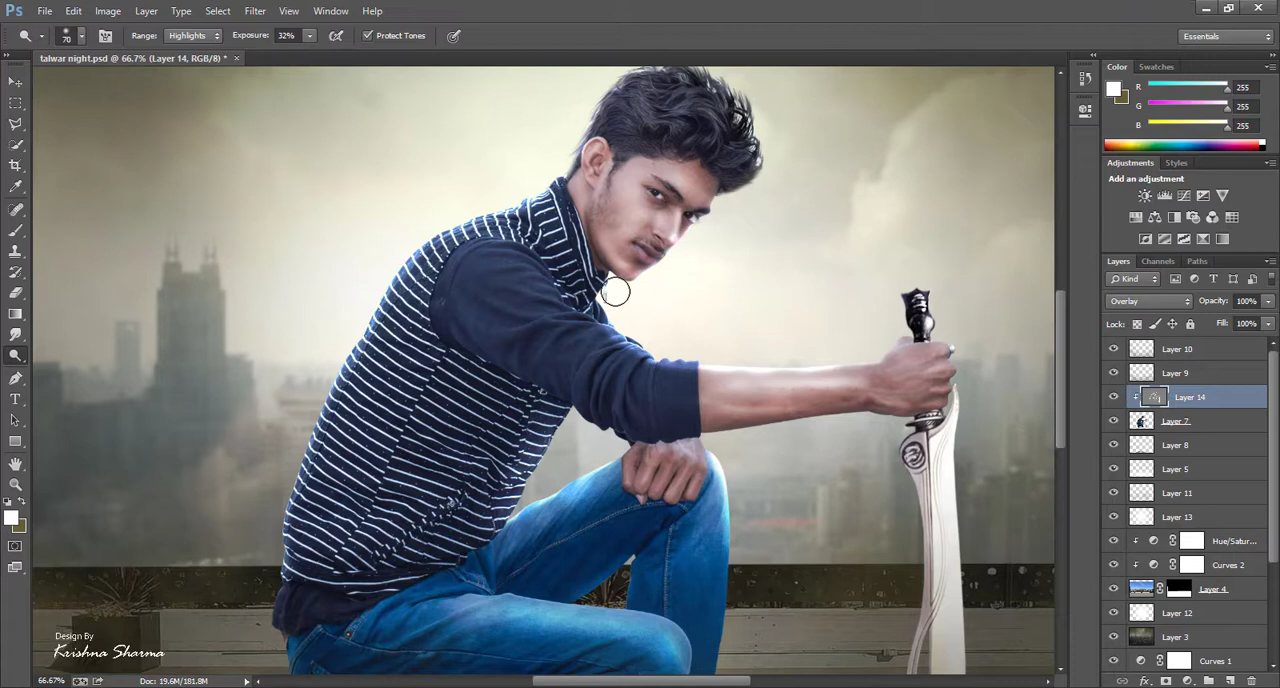 Ps File Edit Image Layer Type Select Filter View Window Help
70 Range: Highlights Exposure: 32% Protect Tones Essentials
talwar night.psd @ 66.7% (Layer 14, RGB/8) * ×
Color Swatches
R 255
G 255
B 255
Adjustments Styles
Add an adjustment
Layers Channels Paths
Kind
Overlay Opacity: 100%
Lock: Fill: 100%
Layer 10
Layer 9
Layer 14
Layer 7
Layer 8
Layer 5
Layer 11
Layer 13
Hue/Satur...
Curves 2
Layer 4
Layer 12
Layer 3
Curves 1
Design By
Krishna Sharma
66.67% Doc: 19.6M/181.8M